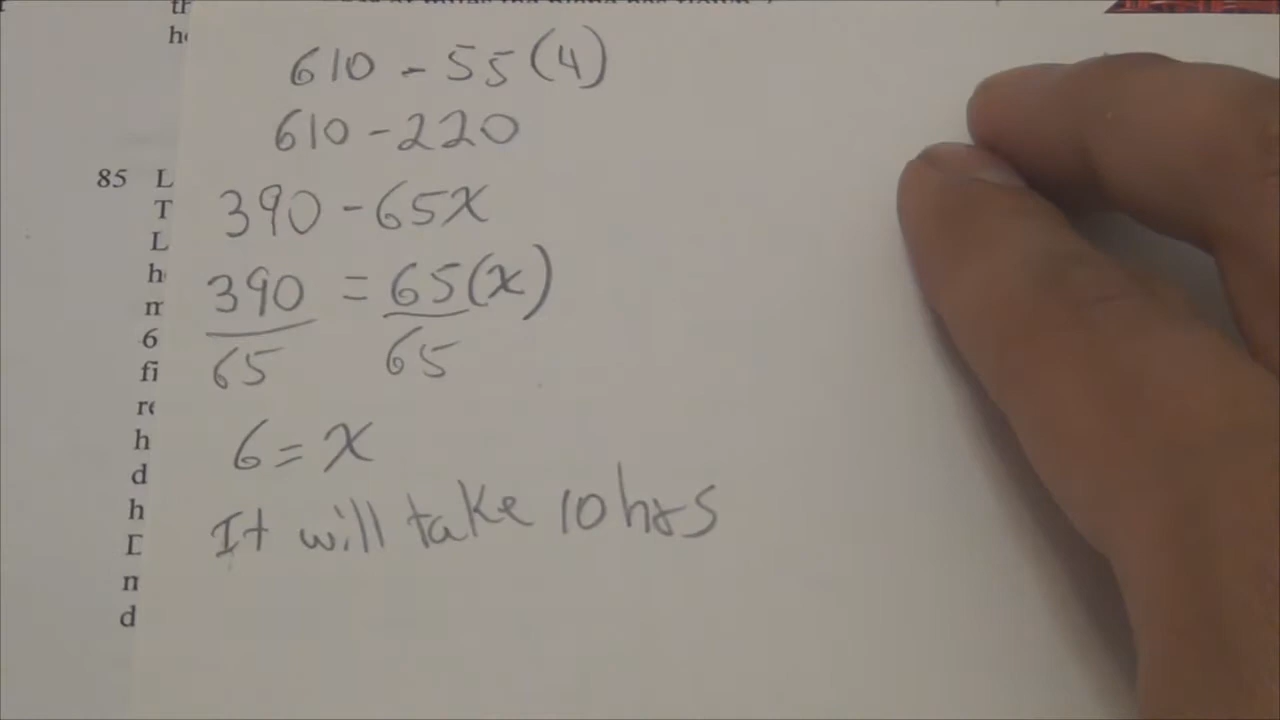 610 - 55(4)
610 - 220
85
390 - 65x
390 = 65(x)
65 65
6 = x
It will take 10 hrs